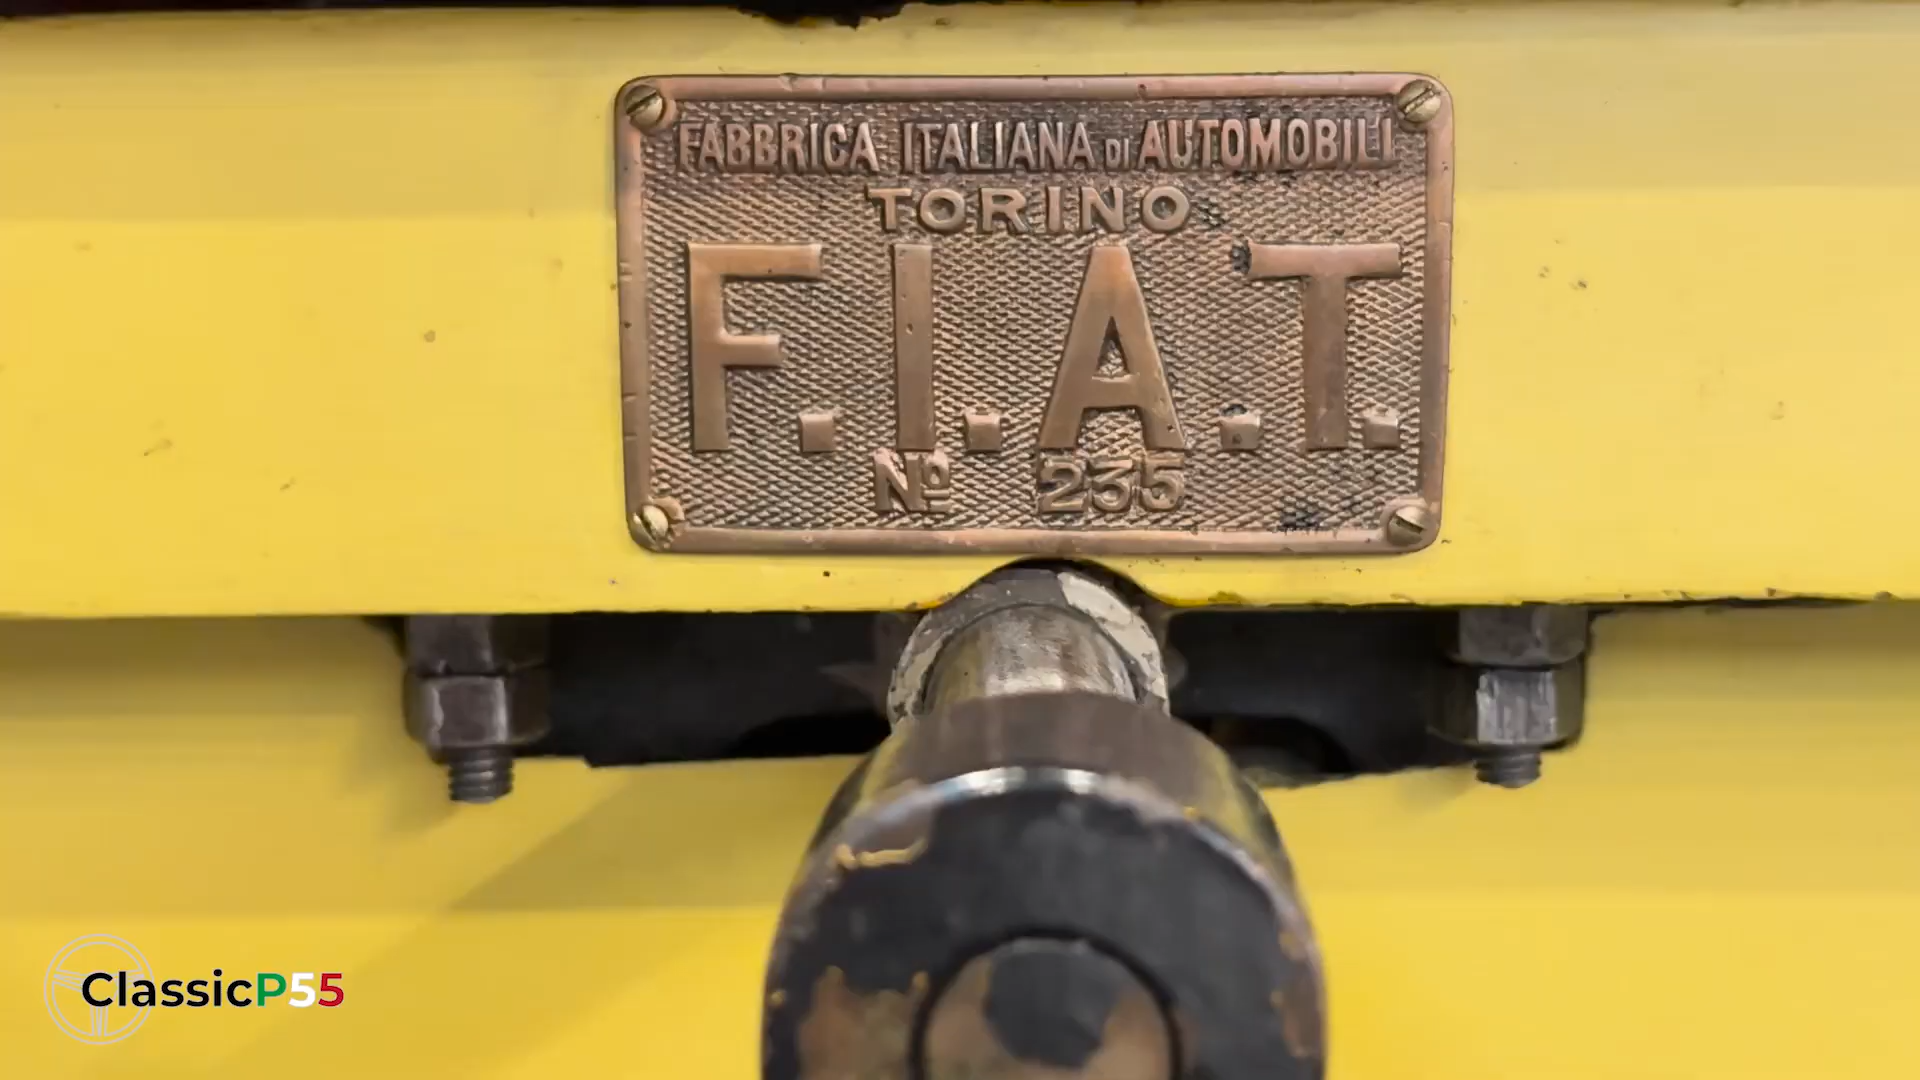 FABBRICA ITALIANA DI AUTOMOBILI
TORINO
F.I.A.T.
Nº 235
ClassicP55